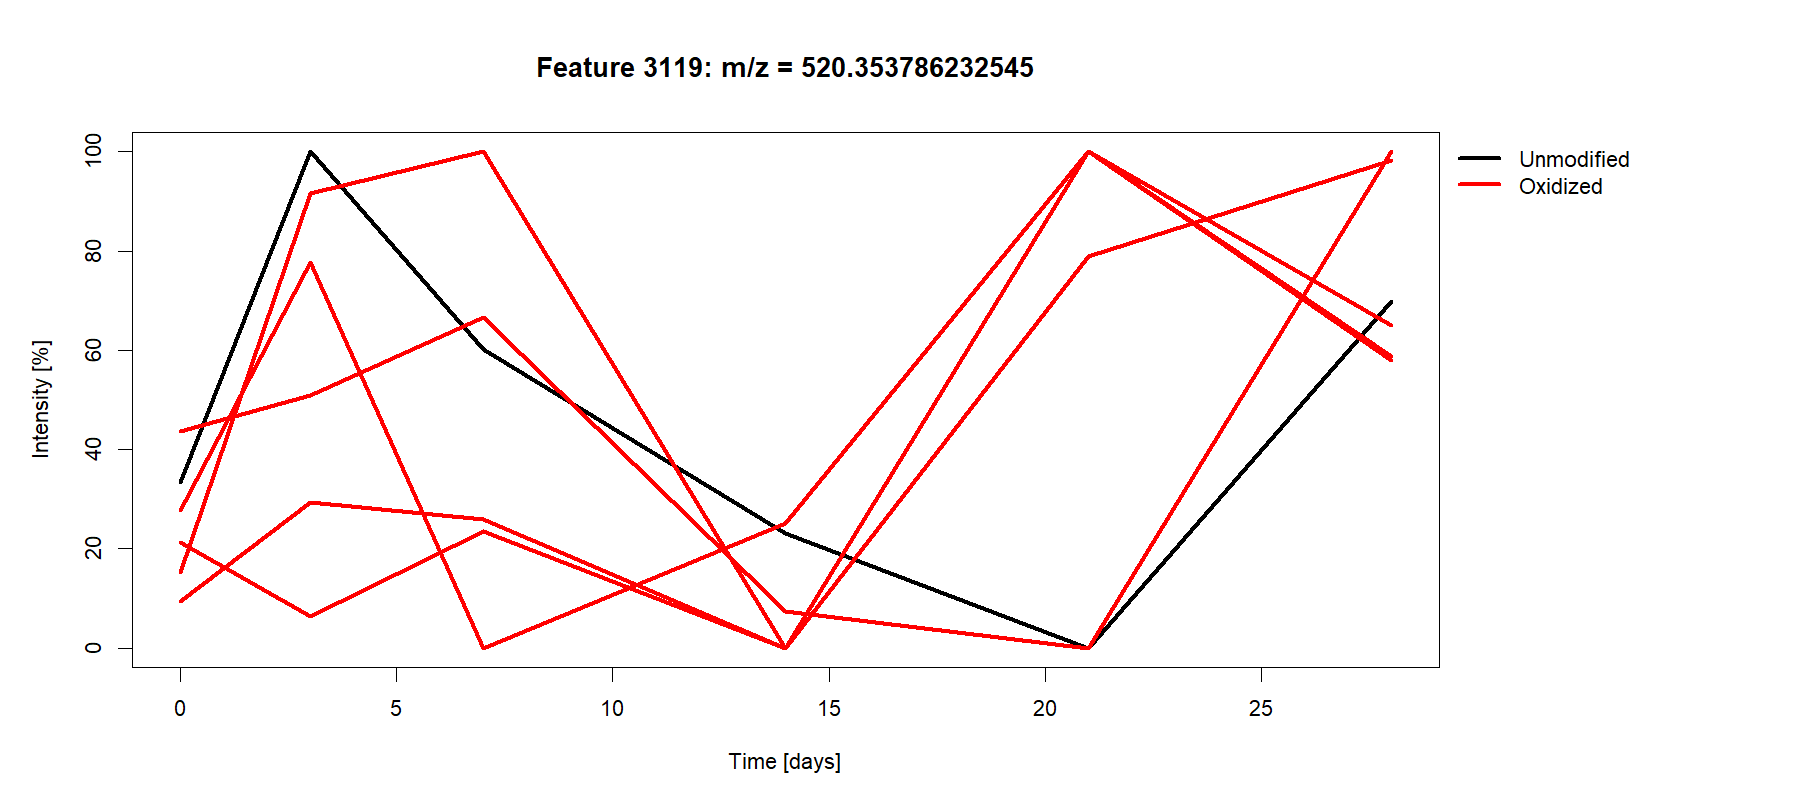 Feature 3119: m/z = 520.353786232545
Unmodified
Oxidized
Intensity [%]
100
80
60
40
20
0
0 5 10 15 20 25
Time [days]